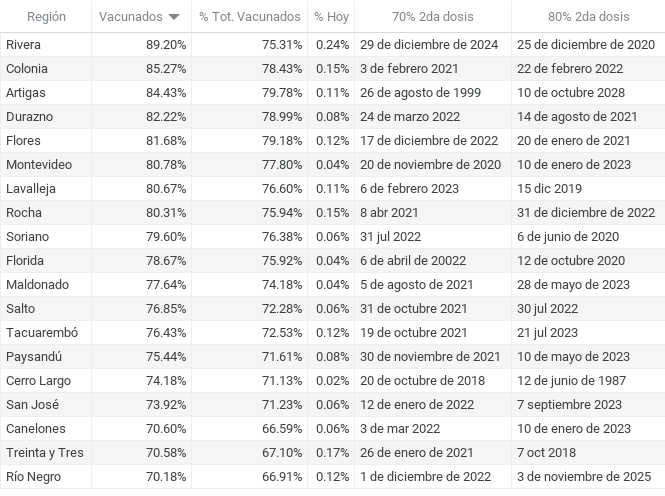 Región Vacunados % Tot. Vacunados % Hoy 70% 2da dosis 80% 2da dosis
Rivera 89.20% 75.31% 0.24% 29 de diciembre de 2024 25 de diciembre de 2020
Colonia 85.27% 78.43% 0.15% 3 de febrero 2021 22 de febrero 2022
Artigas 84.43% 79.78% 0.11% 26 de agosto de 1999 10 de octubre 2028
Durazno 82.22% 78.99% 0.08% 24 de marzo 2022 14 de agosto de 2021
Flores 81.68% 79.18% 0.12% 17 de diciembre de 2022 20 de enero de 2021
Montevideo 80.78% 77.80% 0.04% 20 de noviembre de 2020 10 de enero de 2023
Lavalleja 80.67% 76.60% 0.11% 6 de febrero 2023 15 dic 2019
Rocha 80.31% 75.94% 0.15% 8 abr 2021 31 de diciembre de 2022
Soriano 79.60% 76.38% 0.06% 31 jul 2022 6 de junio de 2020
Florida 78.67% 75.92% 0.04% 6 de abril de 20022 12 de octubre 2020
Maldonado 77.64% 74.18% 0.04% 5 de agosto de 2021 28 de mayo de 2023
Salto 76.85% 72.28% 0.06% 31 de octubre 2021 30 jul 2022
Tacuarembó 76.43% 72.53% 0.12% 19 de octubre 2021 21 jul 2023
Paysandú 75.44% 71.61% 0.08% 30 de noviembre de 2021 10 de mayo de 2023
Cerro Largo 74.18% 71.13% 0.02% 20 de octubre de 2018 12 de junio de 1987
San José 73.92% 71.23% 0.06% 12 de enero de 2022 7 septiembre 2023
Canelones 70.60% 66.59% 0.06% 3 de mar 2022 10 de enero de 2023
Treinta y Tres 70.58% 67.10% 0.17% 26 de enero de 2021 7 oct 2018
Río Negro 70.18% 66.91% 0.12% 1 de diciembre de 2022 3 de noviembre de 2025